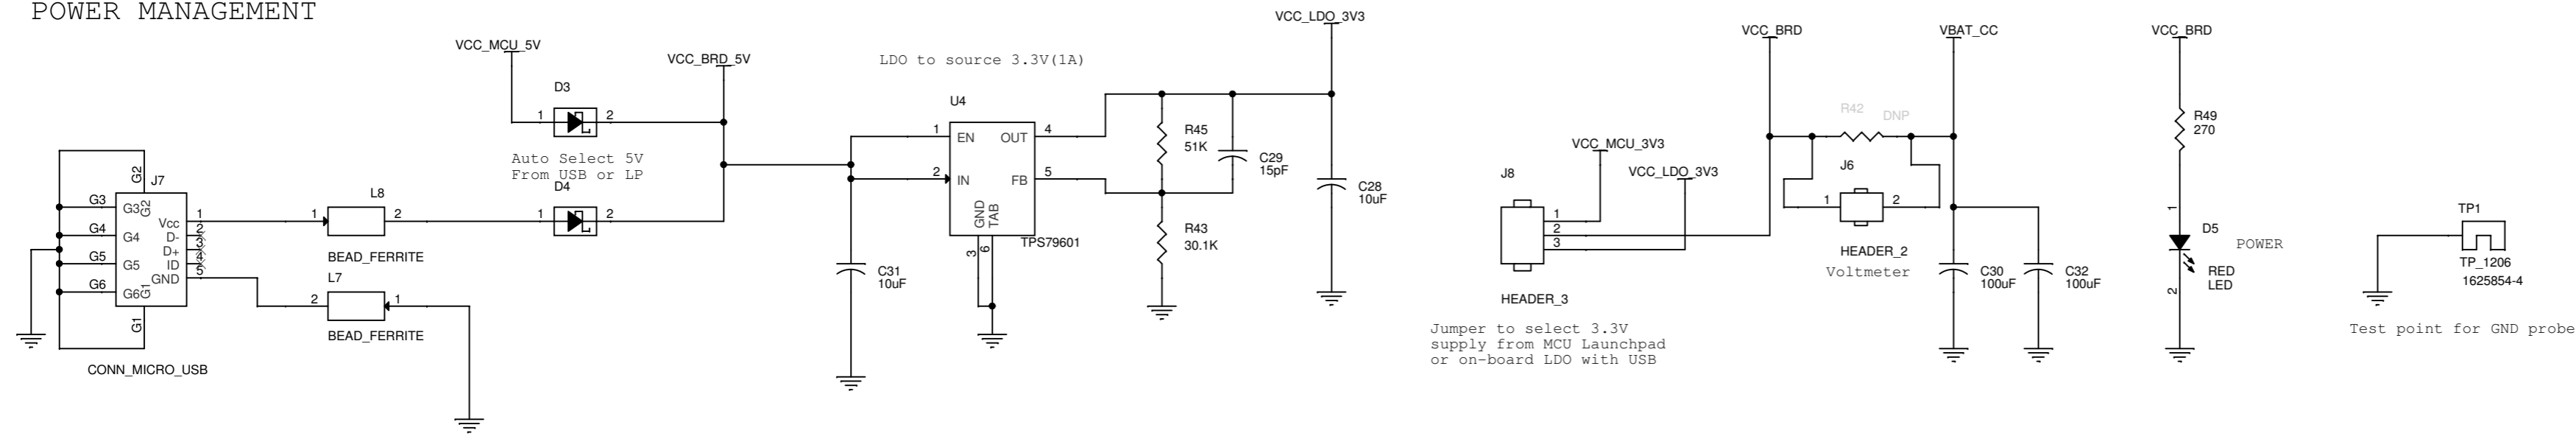 POWER MANAGEMENT
VCC_MCU_5V
VCC_BRD_5V
D3
1
2
Auto Select 5V
From USB or LP
D4
1
2
J7
G2
G3
G4
G5
G6
G1
G3
G4
G5
G6
G2
G1
Vcc
D-
D+
ID
GND
1
2
3
4
5
CONN_MICRO_USB
L8
1
2
BEAD_FERRITE
L7
2
1
BEAD_FERRITE
LDO to source 3.3V(1A)
U4
1
EN
OUT
4
2
IN
FB
5
GND
TAB
3
6
TPS79601
C31
10uF
R45
51K
C29
15pF
R43
30.1K
VCC_LDO_3V3
C28
10uF
J8
VCC_MCU_3V3
VCC_LDO_3V3
1
2
3
HEADER_3
Jumper to select 3.3V
supply from MCU Launchpad
or on-board LDO with USB
VCC_BRD
VBAT_CC
R42
DNP
J6
1
2
HEADER_2
Voltmeter
C30
100uF
C32
100uF
VCC_BRD
R49
270
1
D5
POWER
RED
LED
2
TP1
TP_1206
1625854-4
Test point for GND probe